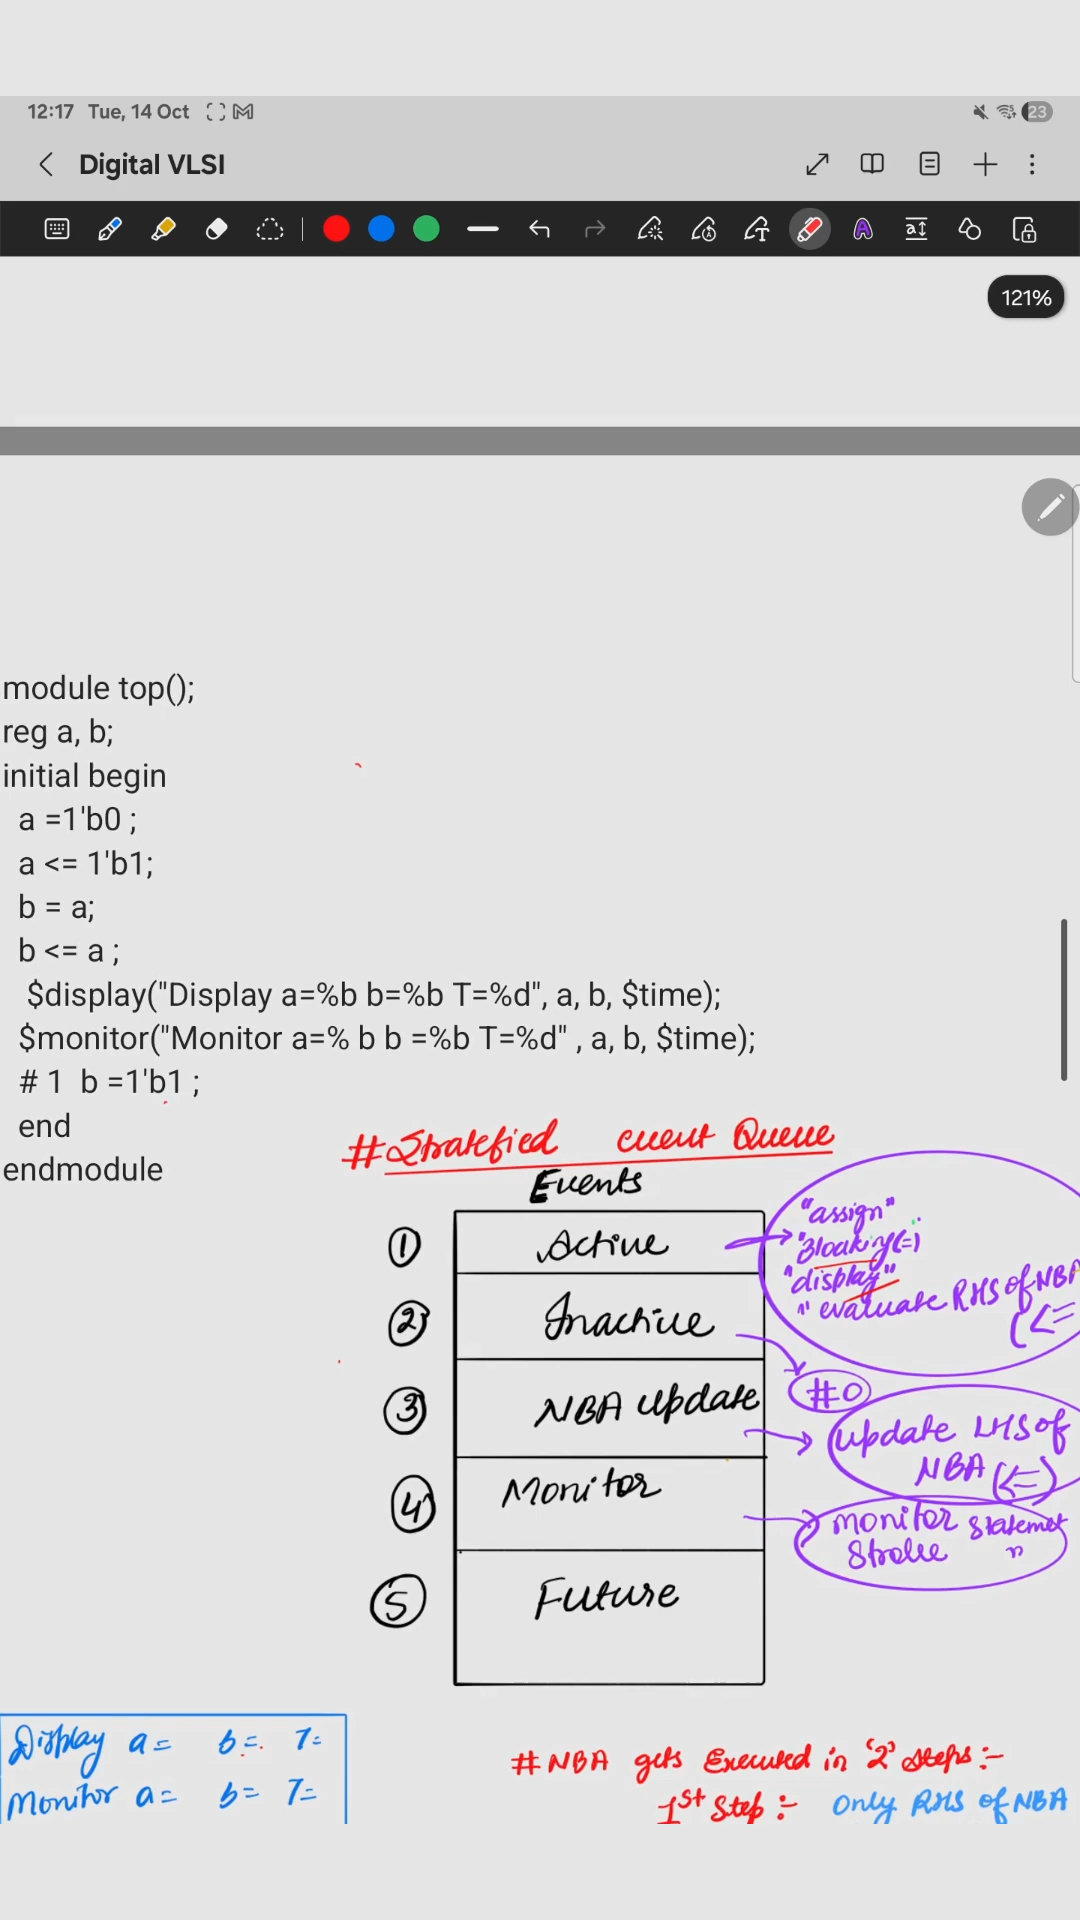 12:17 Tue, 14 Oct
23
Digital VLSI
121%
module top();
reg a, b;
initial begin
a =1'b0 ;
a <= 1'b1;
b = a;
b <= a ;
$display("Display a=%b b=%b T=%d", a, b, $time);
$monitor("Monitor a=% b b =%b T=%d" , a, b, $time);
# 1 b =1'b1 ;
end
endmodule
#Stratefied event Queue
Events
① Active
② Inactive
③ NBA update
④ Monitor
⑤ Future
"assign"
"Bloaking(=)
"display"
" evaluate RHS of NBA
(<=
#0
update LHS of
NBA (<=)
monitor statemet
Strobe "
Display a= b= T=
Monitor a= b= T=
#NBA gets Executed in '2' steps :-
1st Step :- only RHS of NBA